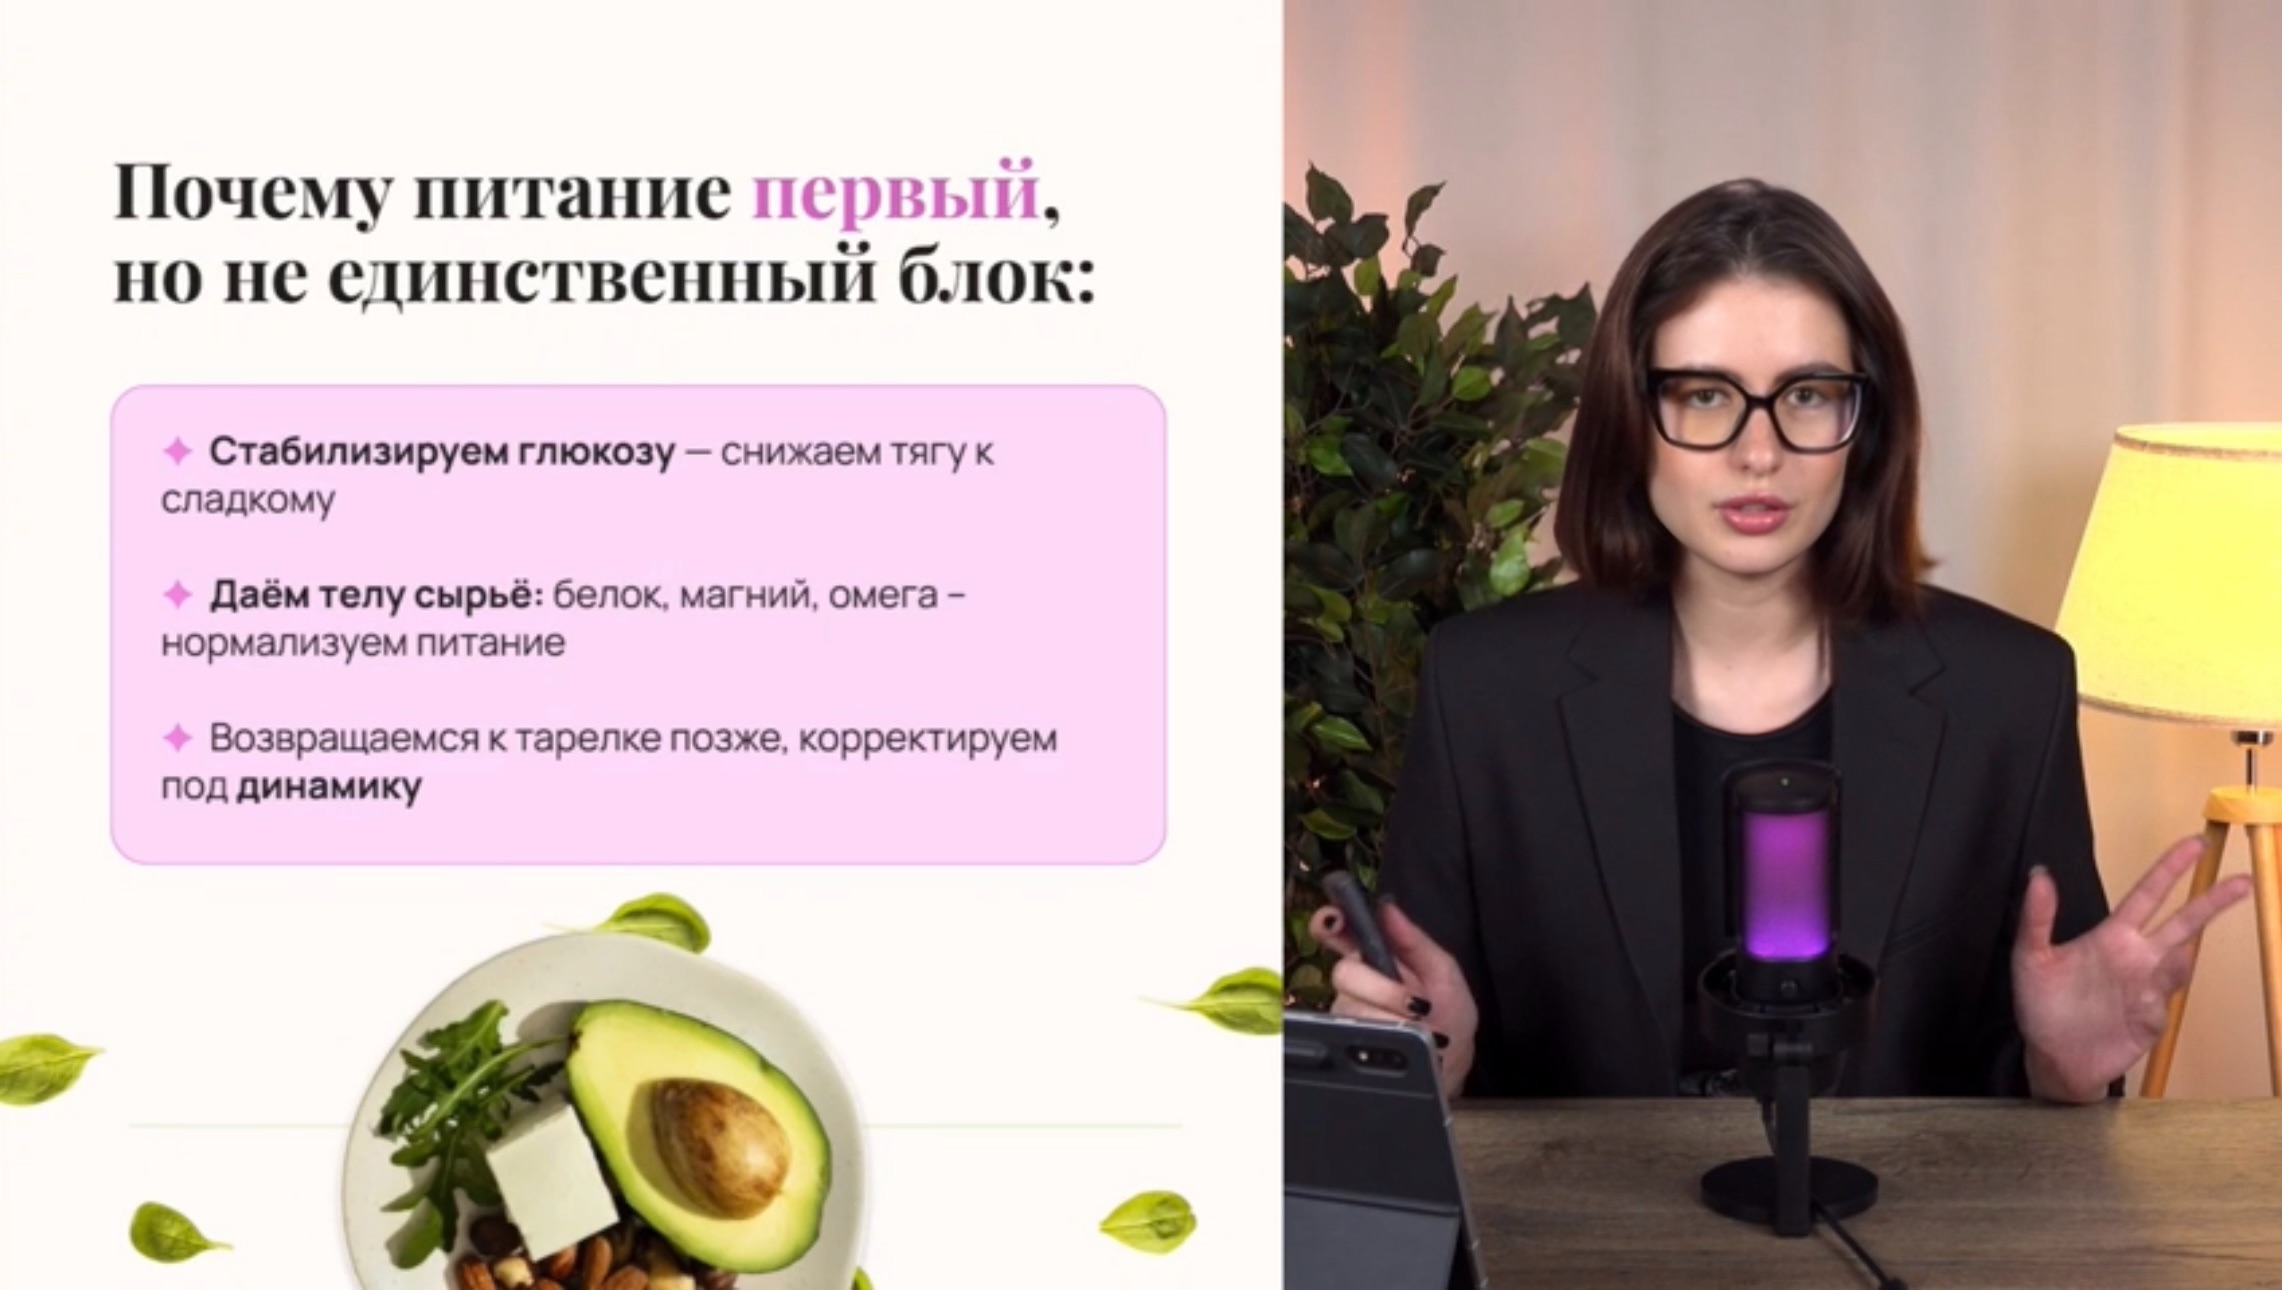 Почему питание первый,
но не единственный блок:
Стабилизируем глюкозу — снижаем тягу к
сладкому
Даём телу сырьё: белок, магний, омега –
нормализуем питание
Возвращаемся к тарелке позже, корректируем
под динамику